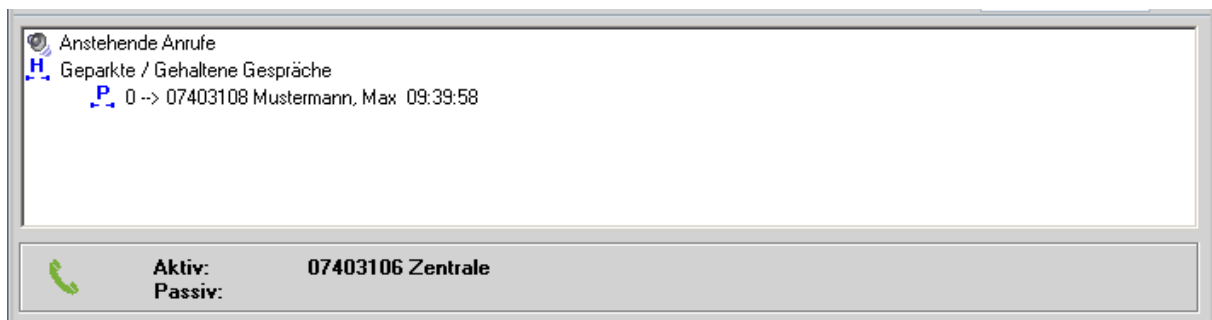 Anstehende Anrufe
H Geparkte / Gehaltene Gespräche
P 0 --> 07403108 Mustermann, Max 09:39:58
Aktiv: 07403106 Zentrale
Passiv: